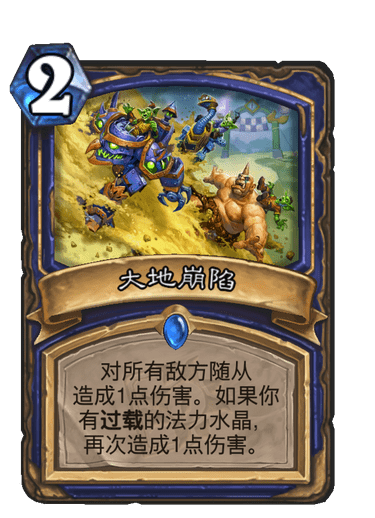 2
大地崩陷
对所有敌方随从
造成1点伤害。如果你
有过载的法力水晶，
再次造成1点伤害。